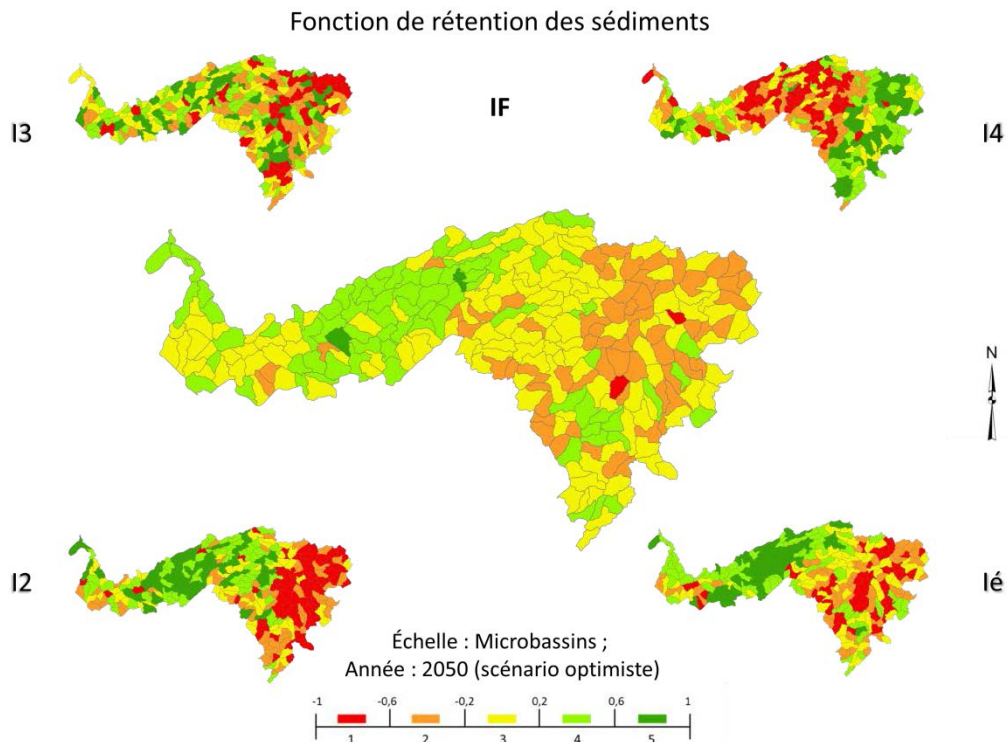 Fonction de rétention des sédiments
I3
IF
I4
N
I2
Ié
Échelle : Microbassins ;
Année : 2050 (scénario optimiste)
-1 -0,6 -0,2 0,2 0,6 1
1 2 3 4 5